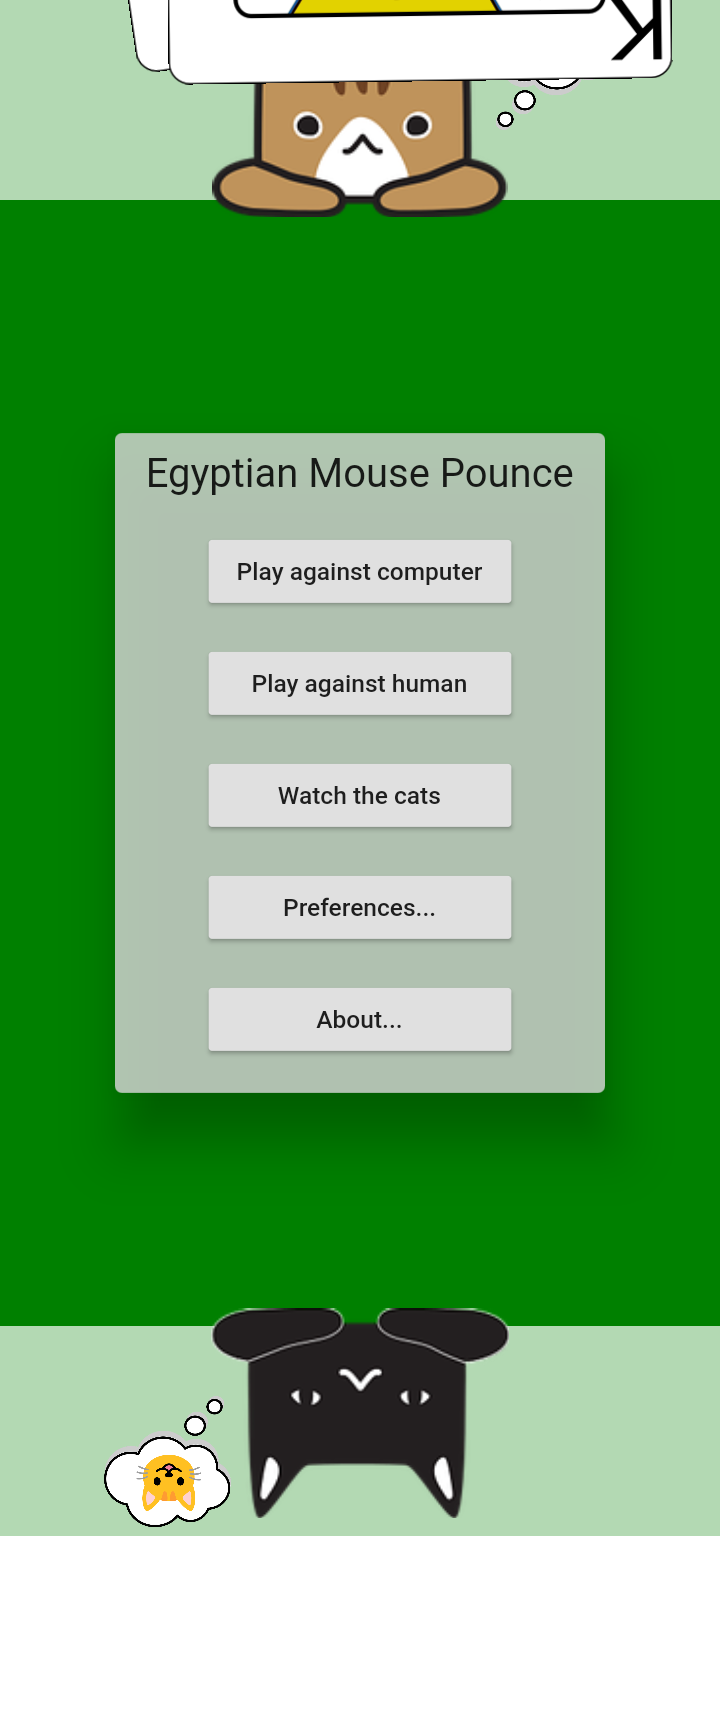 K
Egyptian Mouse Pounce
Play against computer
Play against human
Watch the cats
Preferences...
About...